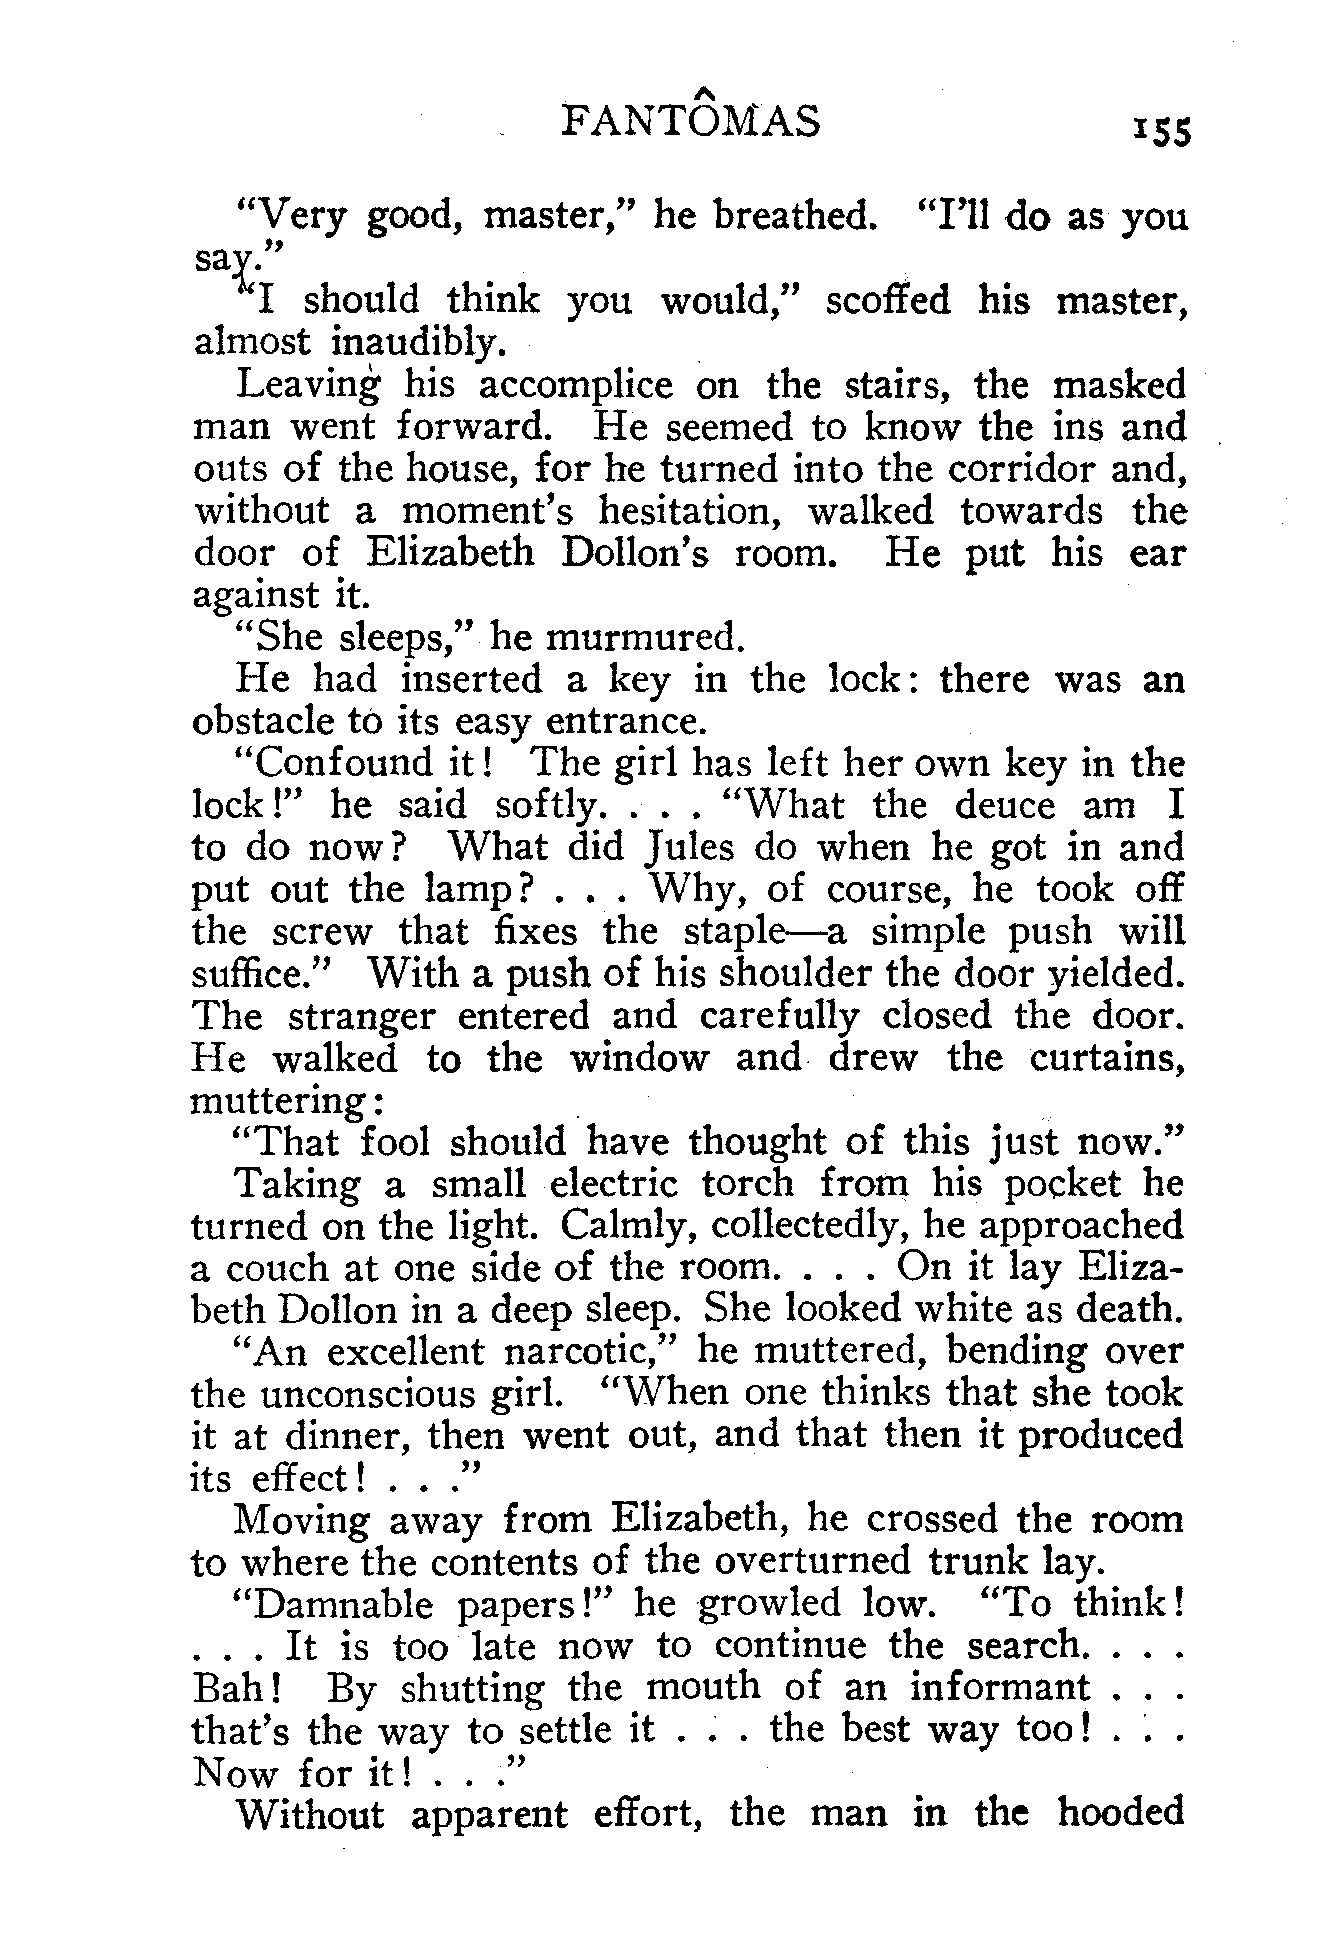 FANTÔMAS 155
“Very good, master,” he breathed. “I’ll do as you
say.”
“I should think you would,” scoffed his master,
almost inaudibly.
Leaving his accomplice on the stairs, the masked
man went forward. He seemed to know the ins and
outs of the house, for he turned into the corridor and,
without a moment’s hesitation, walked towards the
door of Elizabeth Dollon’s room. He put his ear
against it.
“She sleeps,” he murmured.
He had inserted a key in the lock: there was an
obstacle to its easy entrance.
“Confound it! The girl has left her own key in the
lock!” he said softly. . . . “What the deuce am I
to do now? What did Jules do when he got in and
put out the lamp? . . . Why, of course, he took off
the screw that fixes the staple—a simple push will
suffice.” With a push of his shoulder the door yielded.
The stranger entered and carefully closed the door.
He walked to the window and drew the curtains,
muttering:
“That fool should have thought of this just now.”
Taking a small electric torch from his pocket he
turned on the light. Calmly, collectedly, he approached
a couch at one side of the room. . . . On it lay Eliza-
beth Dollon in a deep sleep. She looked white as death.
“An excellent narcotic,” he muttered, bending over
the unconscious girl. “When one thinks that she took
it at dinner, then went out, and that then it produced
its effect! . . .”
Moving away from Elizabeth, he crossed the room
to where the contents of the overturned trunk lay.
“Damnable papers!” he growled low. “To think!
. . . It is too late now to continue the search. . . .
Bah! By shutting the mouth of an informant . . .
that’s the way to settle it . . . the best way too! . . .
Now for it! . . .”
Without apparent effort, the man in the hooded